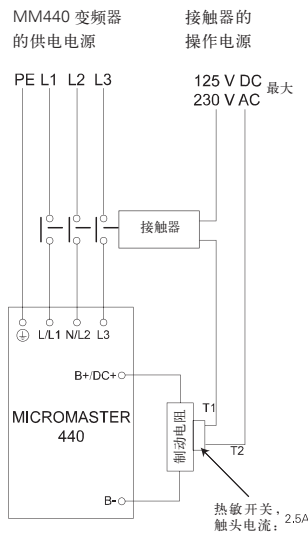 MM440 变频器
的供电电源
接触器的
操作电源
PE L1 L2 L3
125 V DC
230 V AC
最大
接触器
L/L1 N/L2 L3
B+/DC+
MICROMASTER
440
制动电阻
T1
T2
B-
热敏开关，
触头电流：2.5A